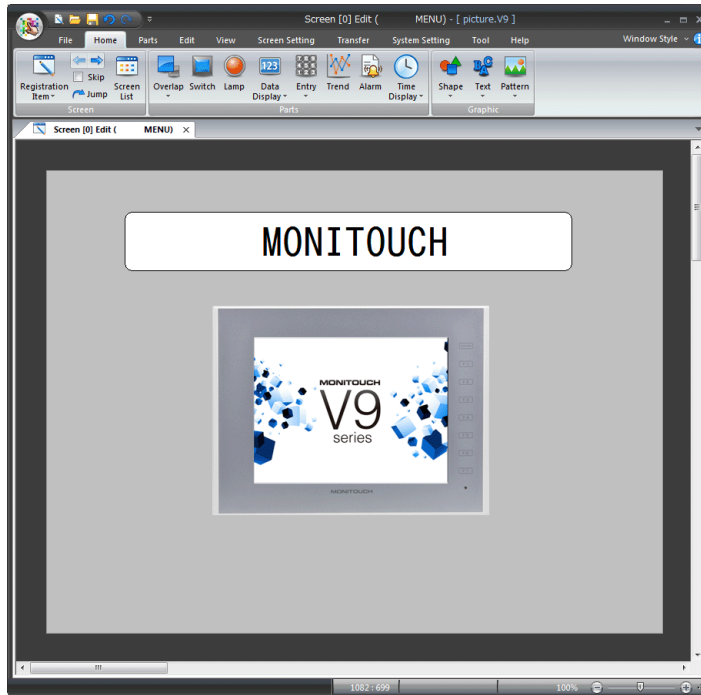 Screen [0] Edit ( MENU) - [ picture.V9 ]
File Home Parts Edit View Screen Setting Transfer System Setting Tool Help Window Style
Registration Item Skip Jump Screen List Overlap Switch Lamp Data Display Entry Trend Alarm Time Display Shape Text Pattern
123
Screen Parts Graphic
Screen [0] Edit ( MENU)
MONITOUCH
MONITOUCH
V9
series
MONITOUCH
1082 : 699 100%